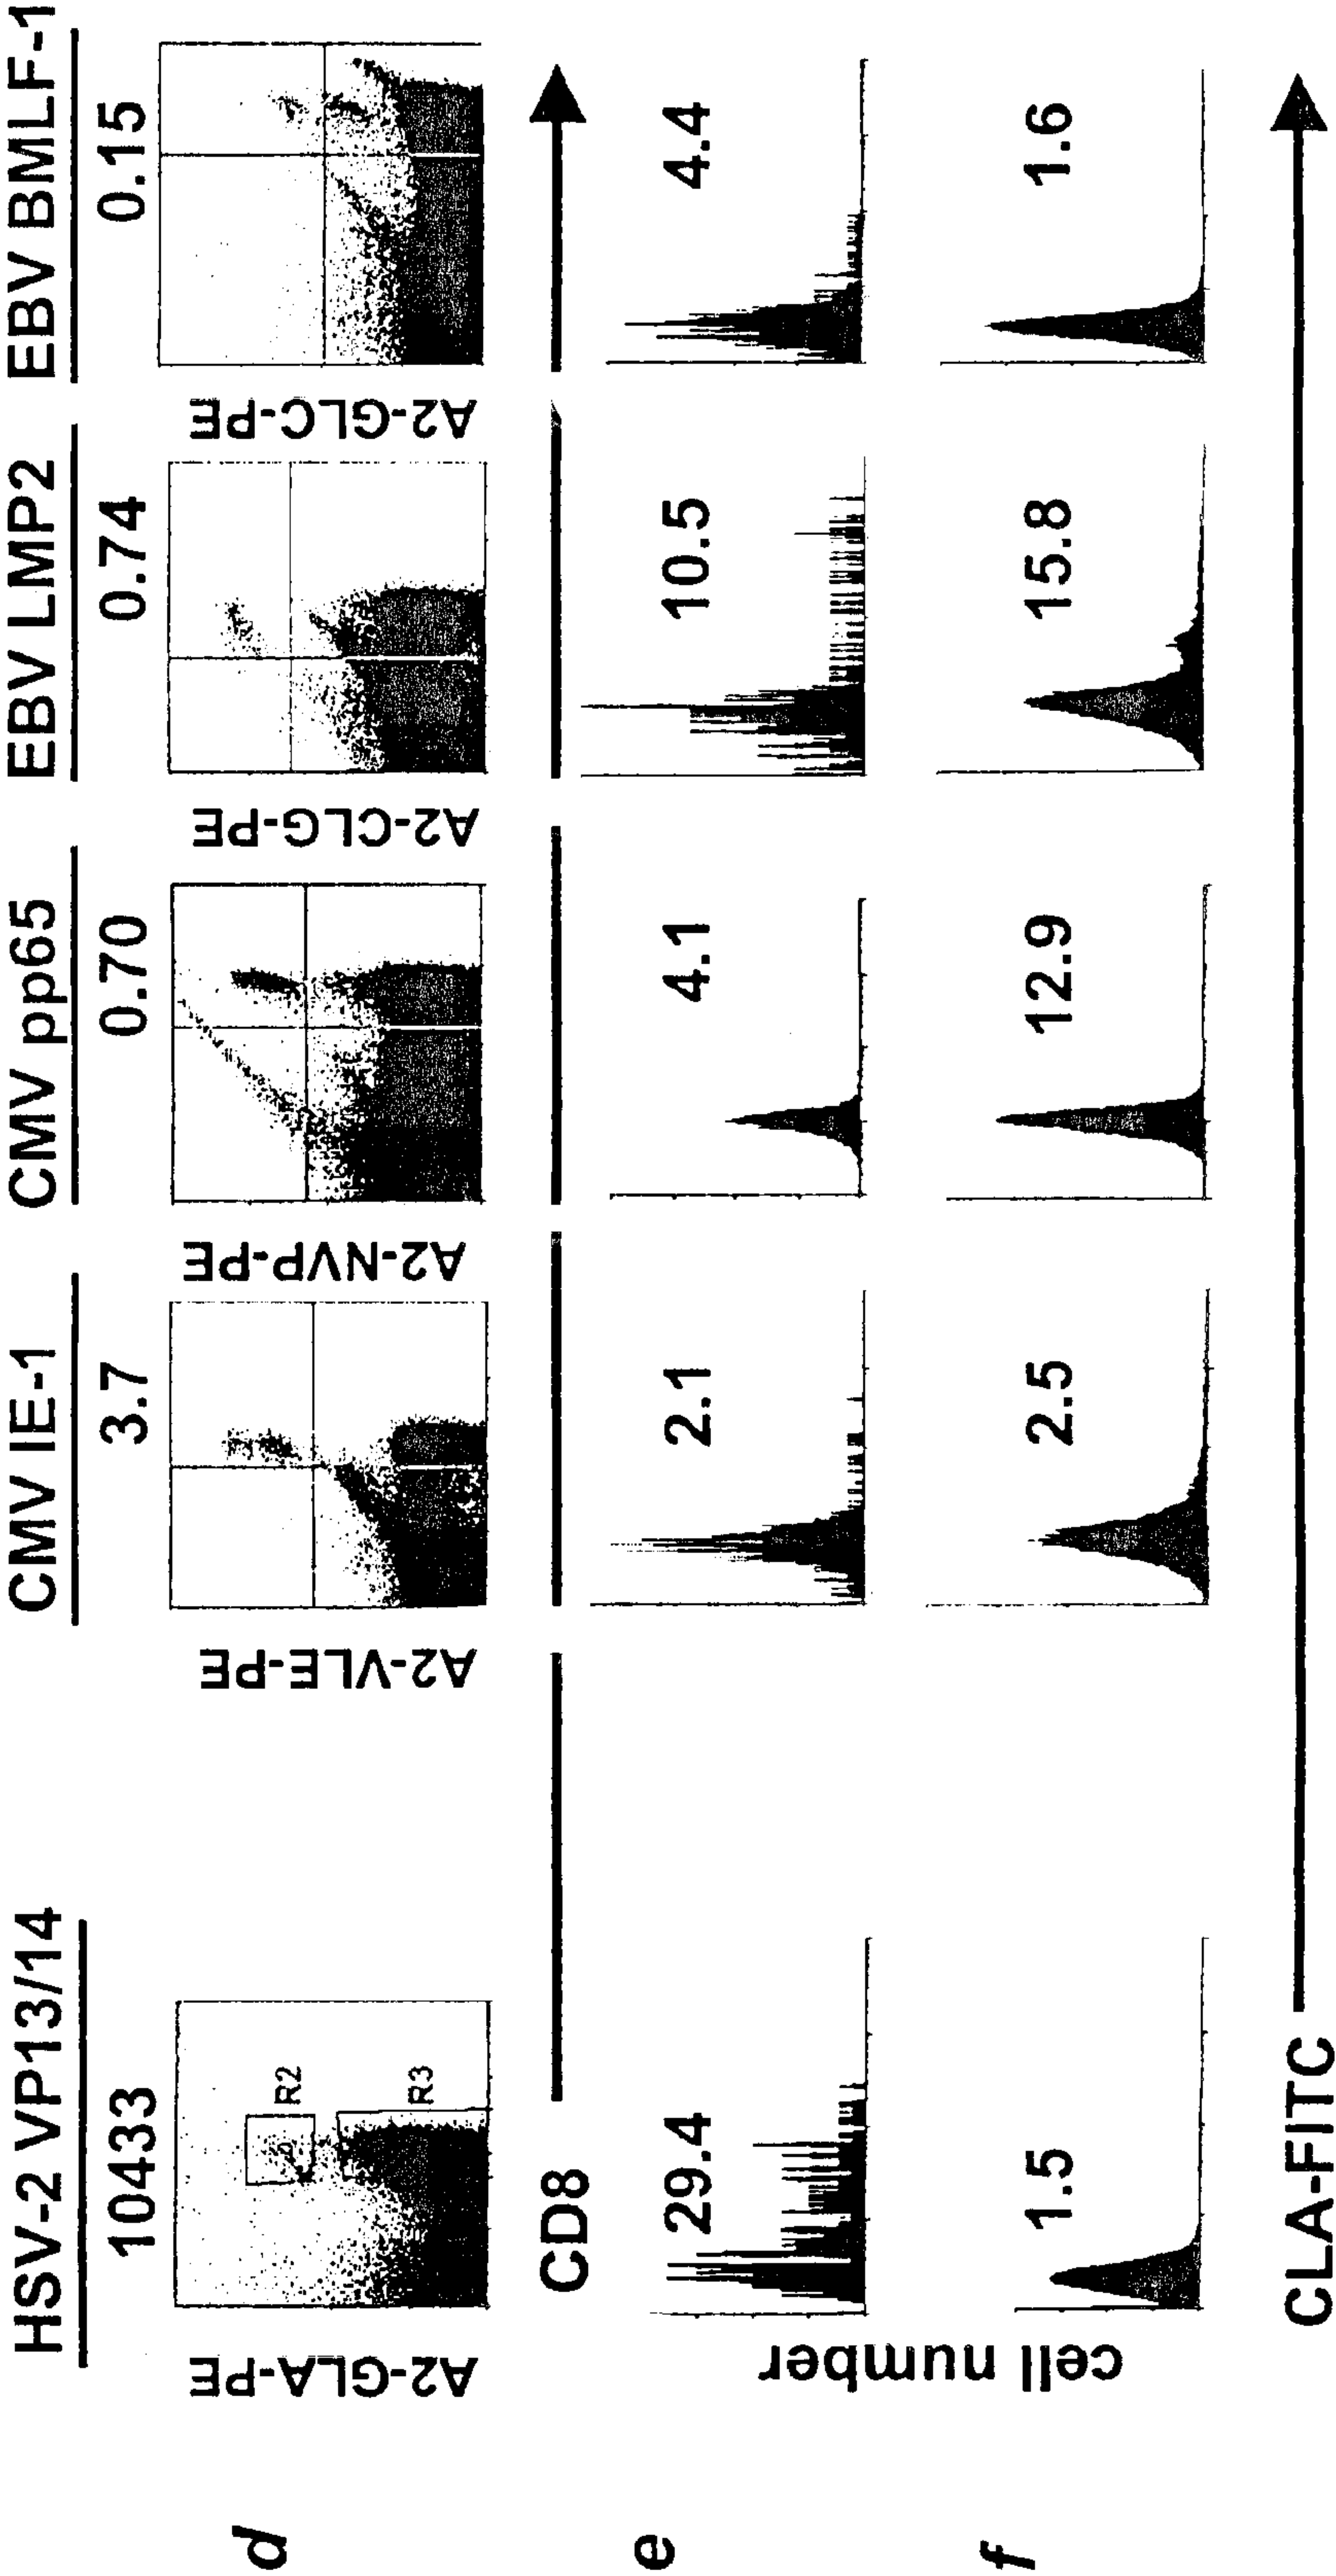 HSV-2 VP13/14
CMV IE-1
CMV pp65
EBV LMP2
EBV BMLF-1
10433
3.7
0.70
0.74
0.15
d
A2-GLA-PE
R2
R3
A2-VLE-PE
A2-NVP-PE
A2-CLG-PE
A2-GLC-PE
CD8
e
29.4
2.1
4.1
10.5
4.4
cell number
f
1.5
2.5
12.9
15.8
1.6
CLA-FITC